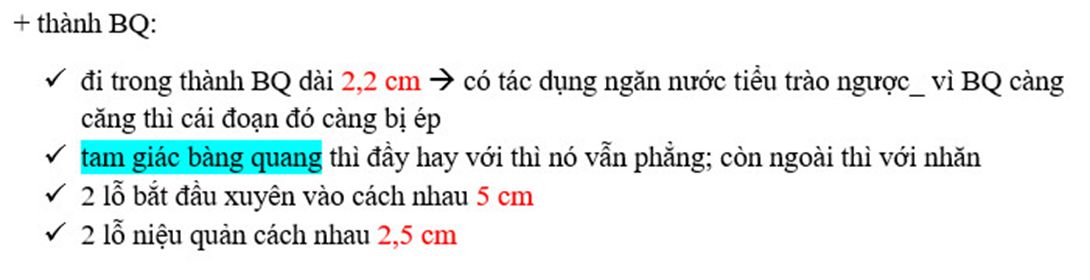 + thành BQ:
✓ đi trong thành BQ dài 2,2 cm → có tác dụng ngăn nước tiểu trào ngược_ vì BQ càng
căng thì cái đoạn đó càng bị ép
✓ tam giác bàng quang thì đầy hay vơi thì nó vẫn phẳng; còn ngoài thì vơi nhăn
✓ 2 lỗ bắt đầu xuyên vào cách nhau 5 cm
✓ 2 lỗ niệu quản cách nhau 2,5 cm